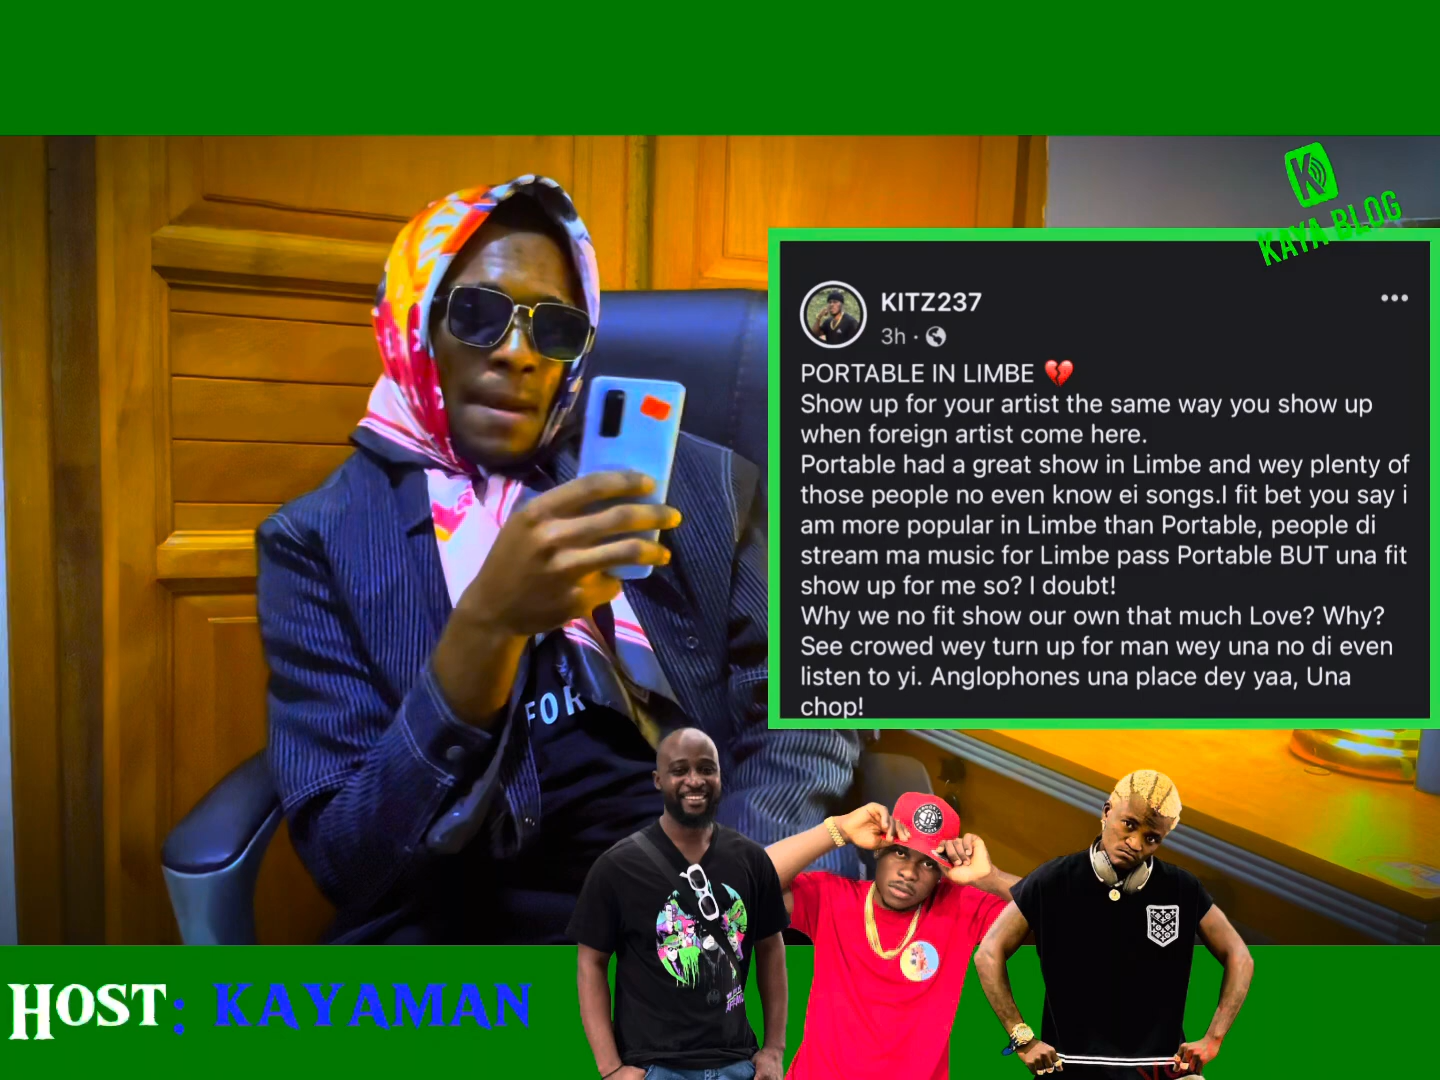 K
KAYA BLOG
KITZ237
3h
PORTABLE IN LIMBE 💔
Show up for your artist the same way you show up
when foreign artist come here.
Portable had a great show in Limbe and wey plenty of
those people no even know ei songs.I fit bet you say i
am more popular in Limbe than Portable, people di
stream ma music for Limbe pass Portable BUT una fit
show up for me so? I doubt!
Why we no fit show our own that much Love? Why?
See crowed wey turn up for man wey una no di even
listen to yi. Anglophones una place dey yaa, Una
chop!
FOR
HOST: KAYAMAN